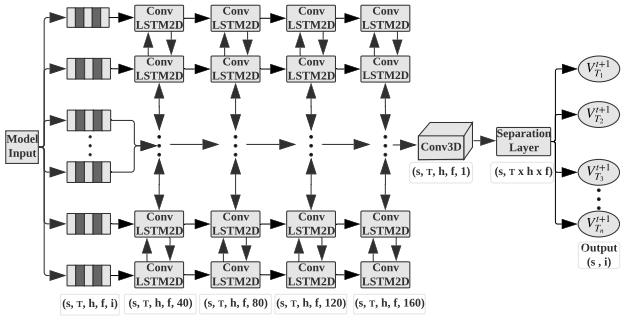 Conv
LSTM2D
Conv
LSTM2D
Conv
LSTM2D
Conv
LSTM2D
Conv
LSTM2D
Conv
LSTM2D
Conv
LSTM2D
Conv
LSTM2D
Model
Input
Conv3D
(s, T, h, f, 1)
Separation
Layer
(s, T x h x f)
Conv
LSTM2D
Conv
LSTM2D
Conv
LSTM2D
Conv
LSTM2D
Conv
LSTM2D
Conv
LSTM2D
Conv
LSTM2D
Conv
LSTM2D
(s, T, h, f, i)
(s, T, h, f, 40)
(s, T, h, f, 80)
(s, T, h, f, 120)
(s, T, h, f, 160)
V_{T_1}^{t+1}
V_{T_2}^{t+1}
V_{T_3}^{t+1}
V_{T_n}^{t+1}
Output
(s , i)